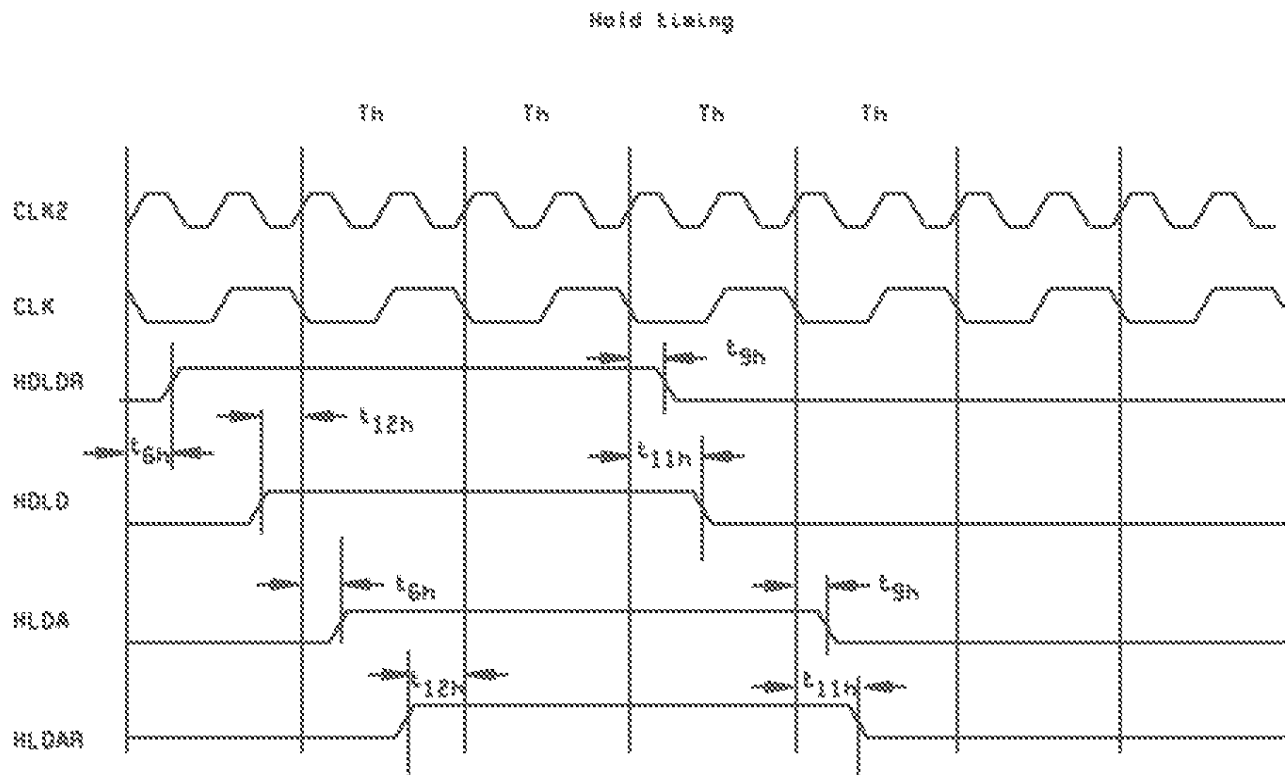 Hold timing
Th Th Th Th
CLK2
CLK
HOLDR
t9h
t12h
t6h
t11h
HOLD
t6h
t9h
HLDA
t12h
t11h
HLDAR